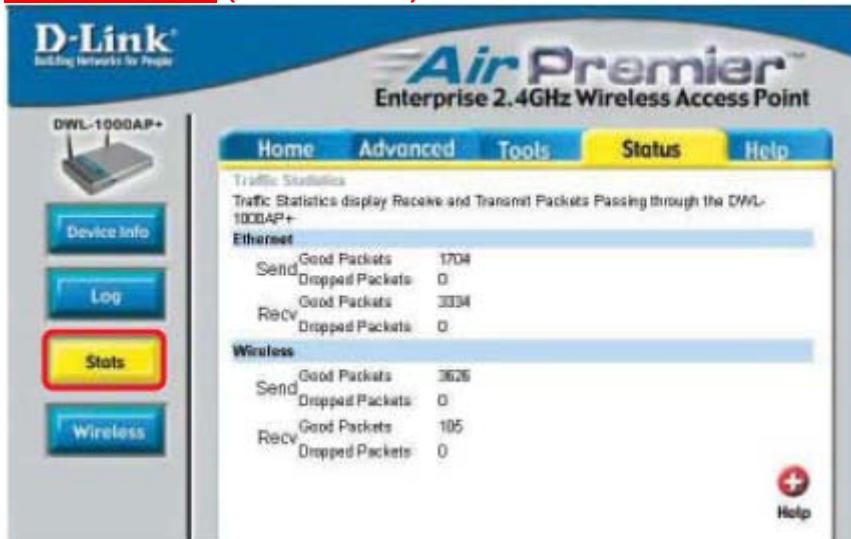 D-Link
Building Networks for People
Air Premier™
Enterprise 2.4GHz Wireless Access Point
DWL-1000AP+
Home Advanced Tools Status Help
Device Info
Log
Stats
Wireless
Traffic Statistics
Traffic Statistics display Receive and Transmit Packets Passing through the DWL-
1000AP+
Ethernet
Send Good Packets 1704
Dropped Packets 0
Recv Good Packets 3334
Dropped Packets 0
Wireless
Send Good Packets 3626
Dropped Packets 0
Recv Good Packets 105
Dropped Packets 0
Help